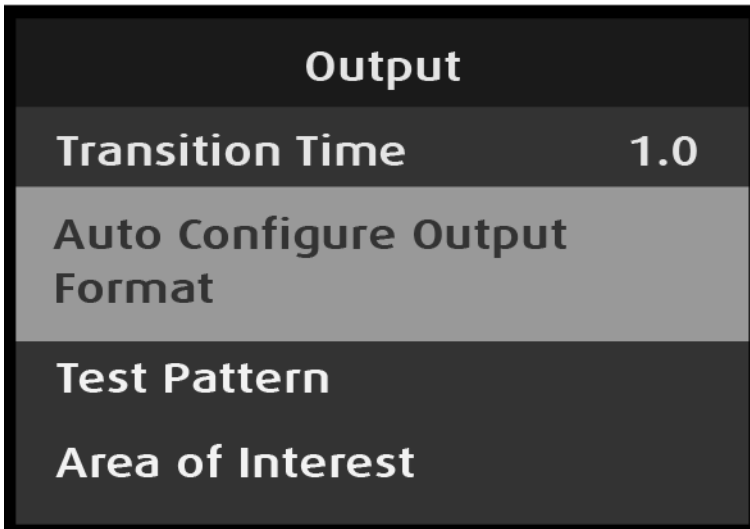 Output
Transition Time 1.0
Auto Configure Output
Format
Test Pattern
Area of Interest